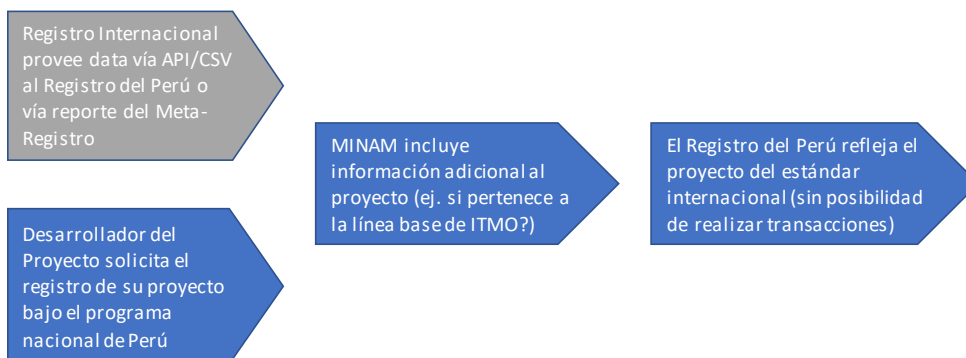 Registro Internacional
provee data vía API/CSV
al Registro del Perú o
vía reporte del Meta-
Registro
Desarrollador del
Proyecto solicita el
registro de su proyecto
bajo el programa
nacional de Perú
MINAM incluye
información adicional al
proyecto (ej. si pertenece a
la línea base de ITMO?)
El Registro del Perú refleja el
proyecto del estándar
internacional (sin posibilidad
de realizar transacciones)